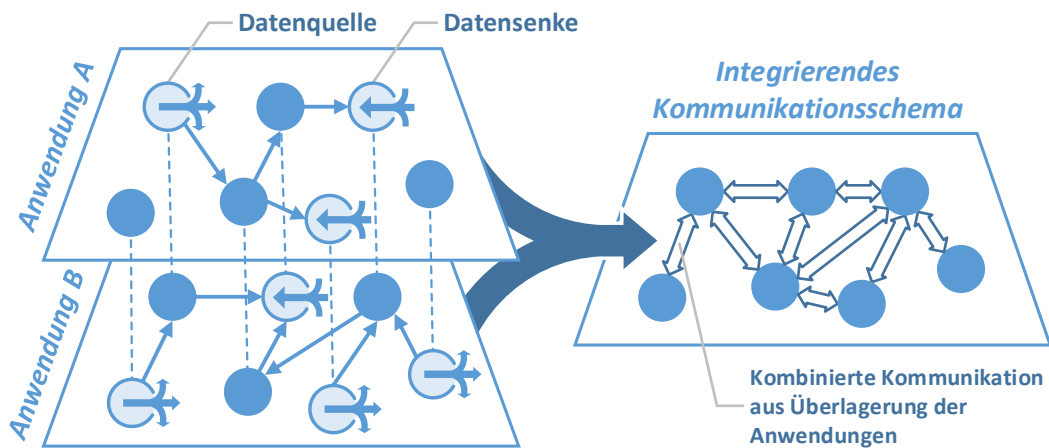 Datenquelle
Datensenke
Anwendung A
Integrierendes
Kommunikationsschema
Anwendung B
Kombinierte Kommunikation
aus Überlagerung der
Anwendungen